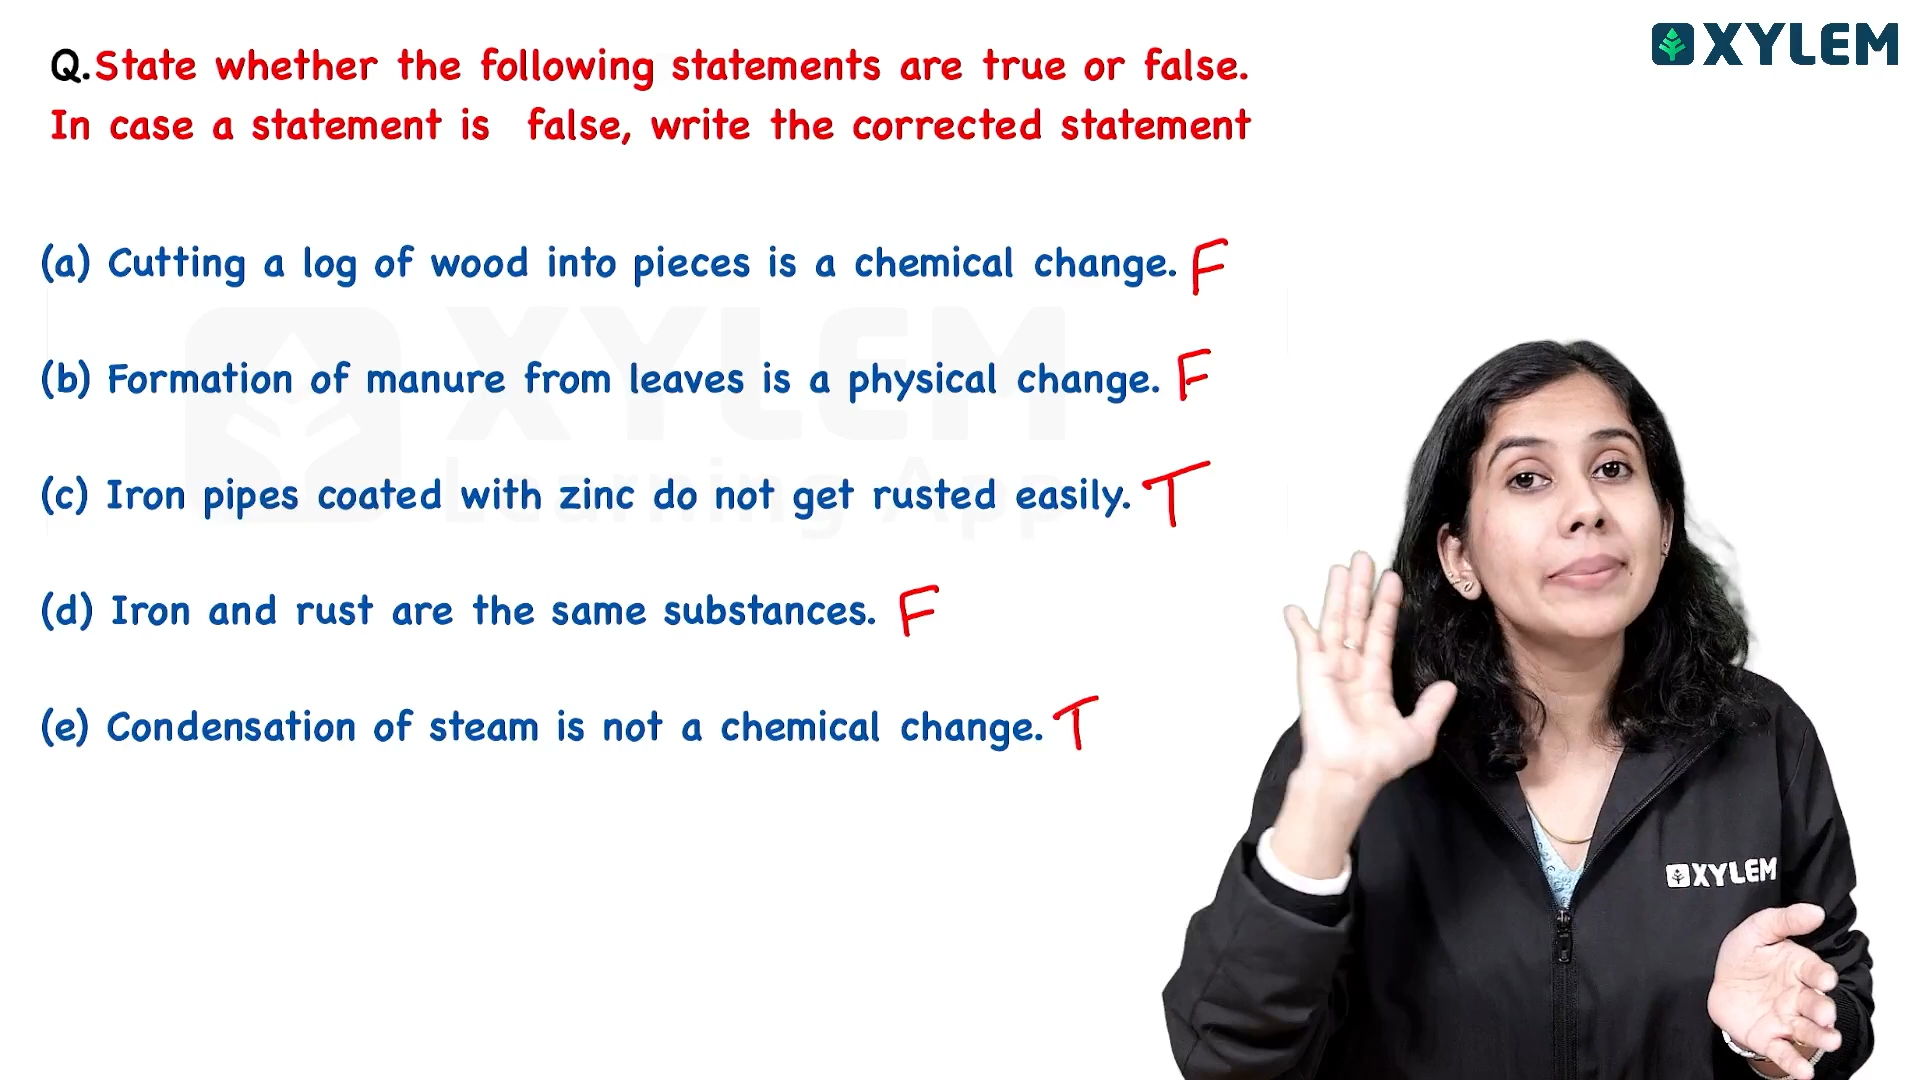 XYLEM
Q.State whether the following statements are true or false.
In case a statement is false, write the corrected statement
(a) Cutting a log of wood into pieces is a chemical change. F
(b) Formation of manure from leaves is a physical change. F
(c) Iron pipes coated with zinc do not get rusted easily. T
(d) Iron and rust are the same substances. F
(e) Condensation of steam is not a chemical change. T
XYLEM
Learning App
XYLEM